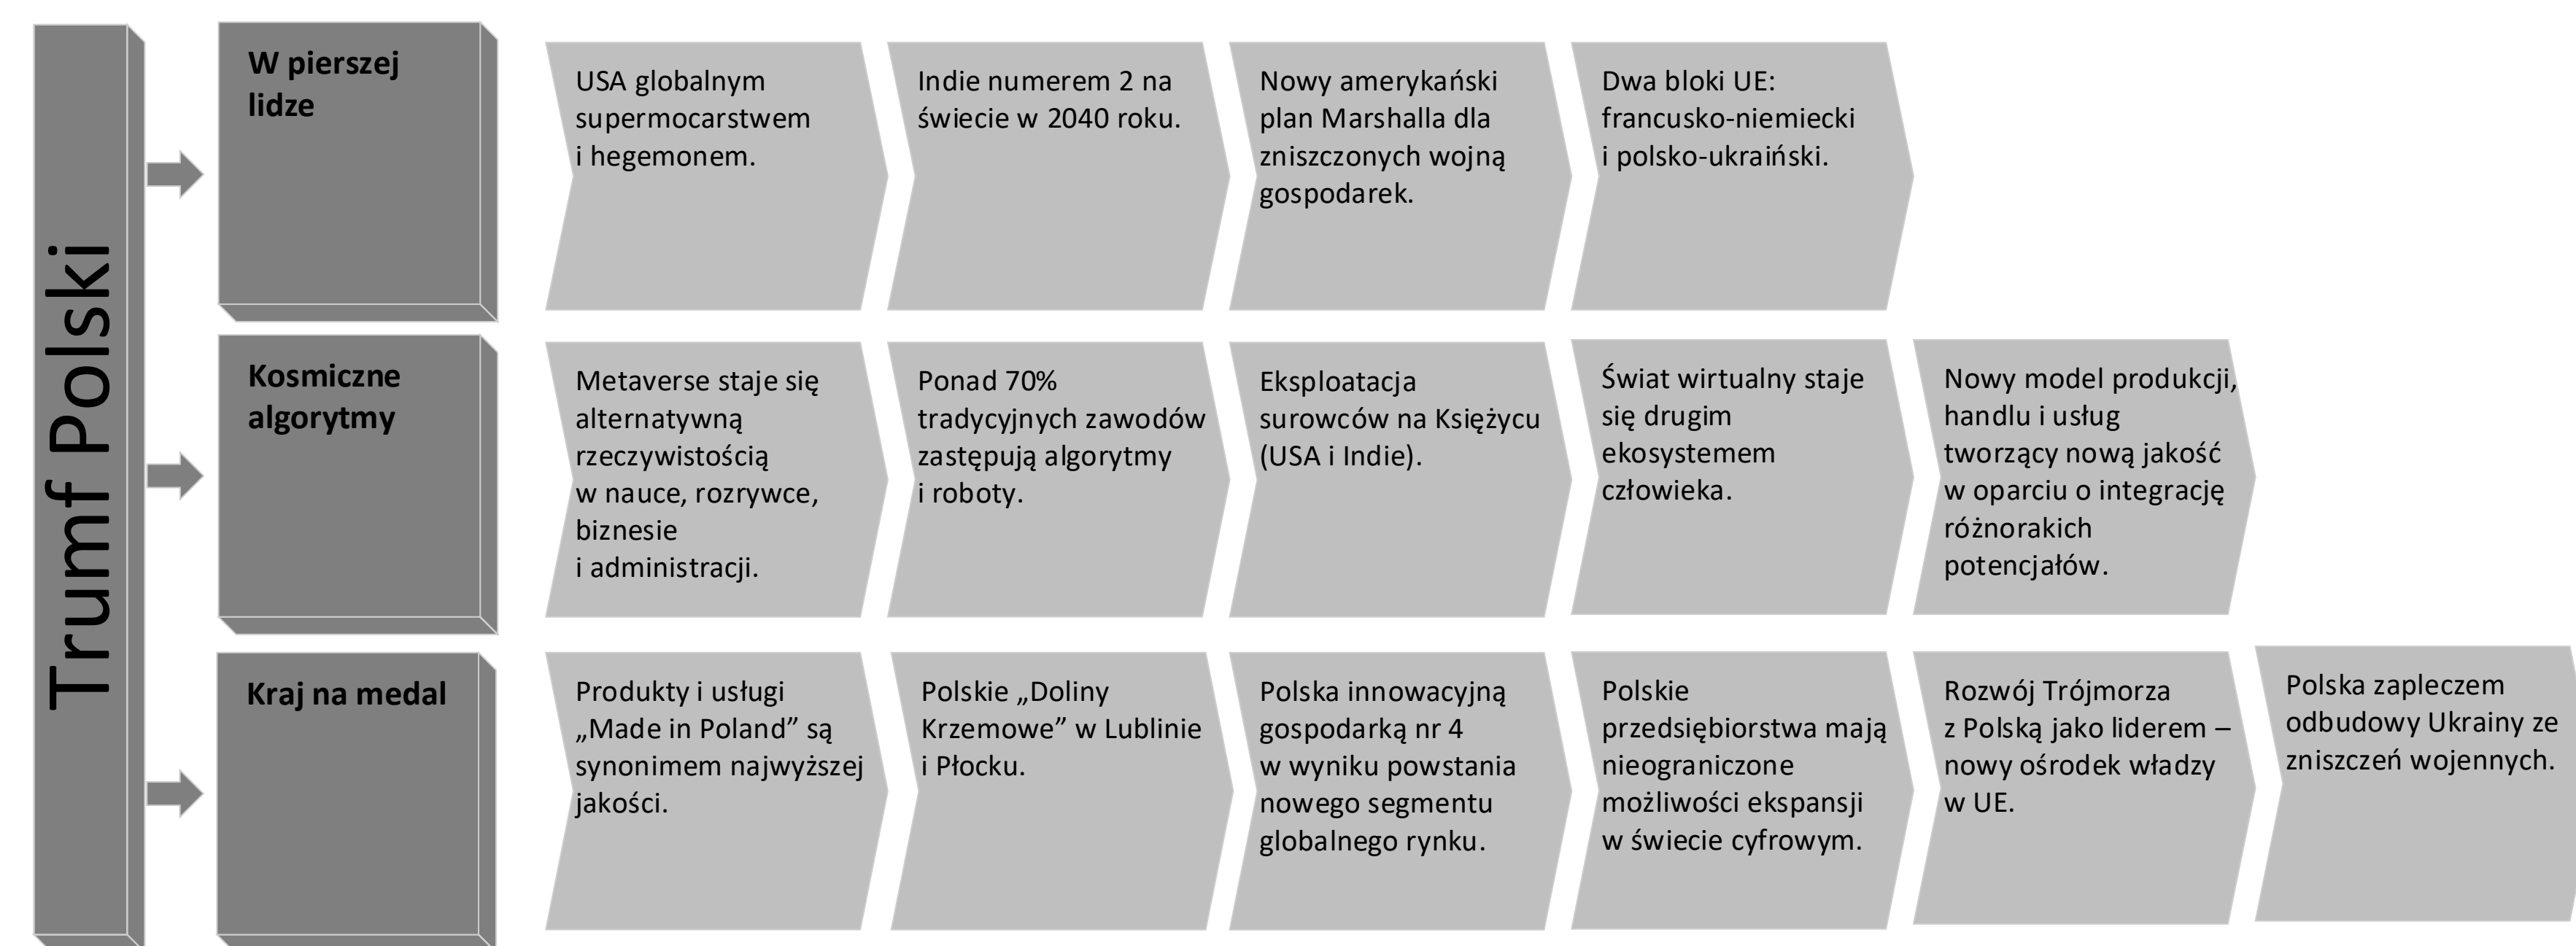 Trumf Polski
W pierszej
lidze
USA globalnym
supermocarstwem
i hegemonem.
Indie numerem 2 na
świecie w 2040 roku.
Nowy amerykański
plan Marshalla dla
zniszczonych wojną
gospodarek.
Dwa bloki UE:
francusko-niemiecki
i polsko-ukraiński.
Kosmiczne
algorytmy
Metaverse staje się
alternatywną
rzeczywistością
w nauce, rozrywce,
biznesie
i administracji.
Ponad 70%
tradycyjnych zawodów
zastępują algorytmy
i roboty.
Eksploatacja
surowców na Księżycu
(USA i Indie).
Świat wirtualny staje
się drugim
ekosystemem
człowieka.
Nowy model produkcji,
handlu i usług
tworzący nową jakość
w oparciu o integrację
różnorakich
potencjałów.
Kraj na medal
Produkty i usługi
„Made in Poland” są
synonimem najwyższej
jakości.
Polskie „Doliny
Krzemowe” w Lublinie
i Płocku.
Polska innowacyjną
gospodarką nr 4
w wyniku powstania
nowego segmentu
globalnego rynku.
Polskie
przedsiębiorstwa mają
nieograniczone
możliwości ekspansji
w świecie cyfrowym.
Rozwój Trójmorza
z Polską jako liderem –
nowy ośrodek władzy
w UE.
Polska zapleczem
odbudowy Ukrainy ze
zniszczeń wojennych.